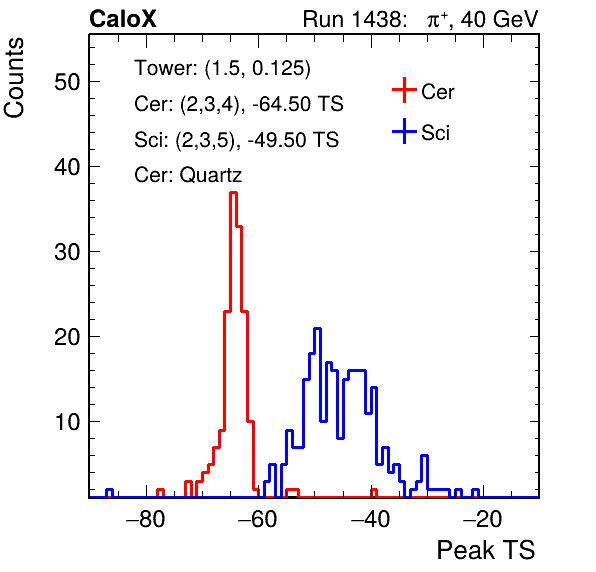 CaloX Run 1438: π⁺, 40 GeV
Counts
Tower: (1.5, 0.125)
Cer: (2,3,4), -64.50 TS
Sci: (2,3,5), -49.50 TS
Cer: Quartz
Cer
Sci
50
40
30
20
10
−80 −60 −40 −20
Peak TS